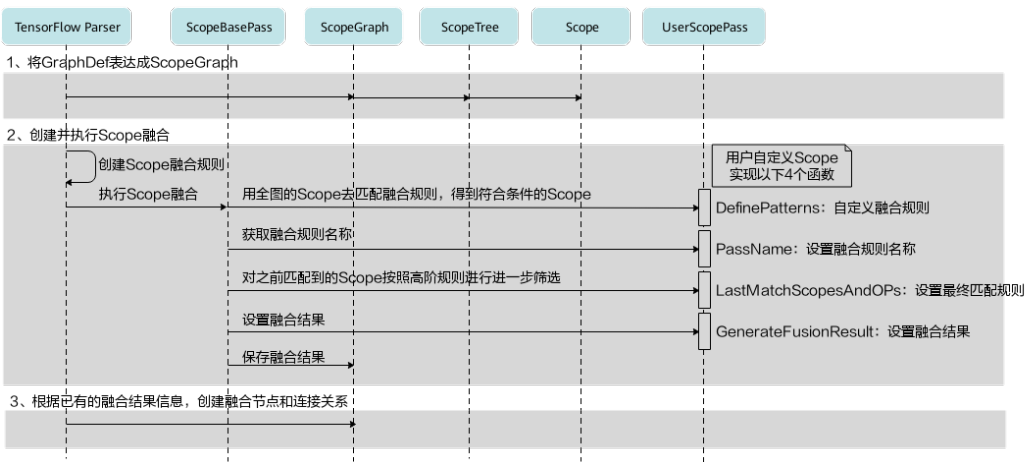 TensorFlow Parser
ScopeBasePass
ScopeGraph
ScopeTree
Scope
UserScopePass
1、将GraphDef表达成ScopeGraph
2、创建并执行Scope融合
创建Scope融合规则
用户自定义Scope
实现以下4个函数
执行Scope融合
用全图的Scope去匹配融合规则，得到符合条件的Scope
DefinePatterns：自定义融合规则
获取融合规则名称
PassName：设置融合规则名称
对之前匹配到的Scope按照高阶规则进行进一步筛选
LastMatchScopesAndOPs：设置最终匹配规则
设置融合结果
GenerateFusionResult：设置融合结果
保存融合结果
3、根据已有的融合结果信息，创建融合节点和连接关系